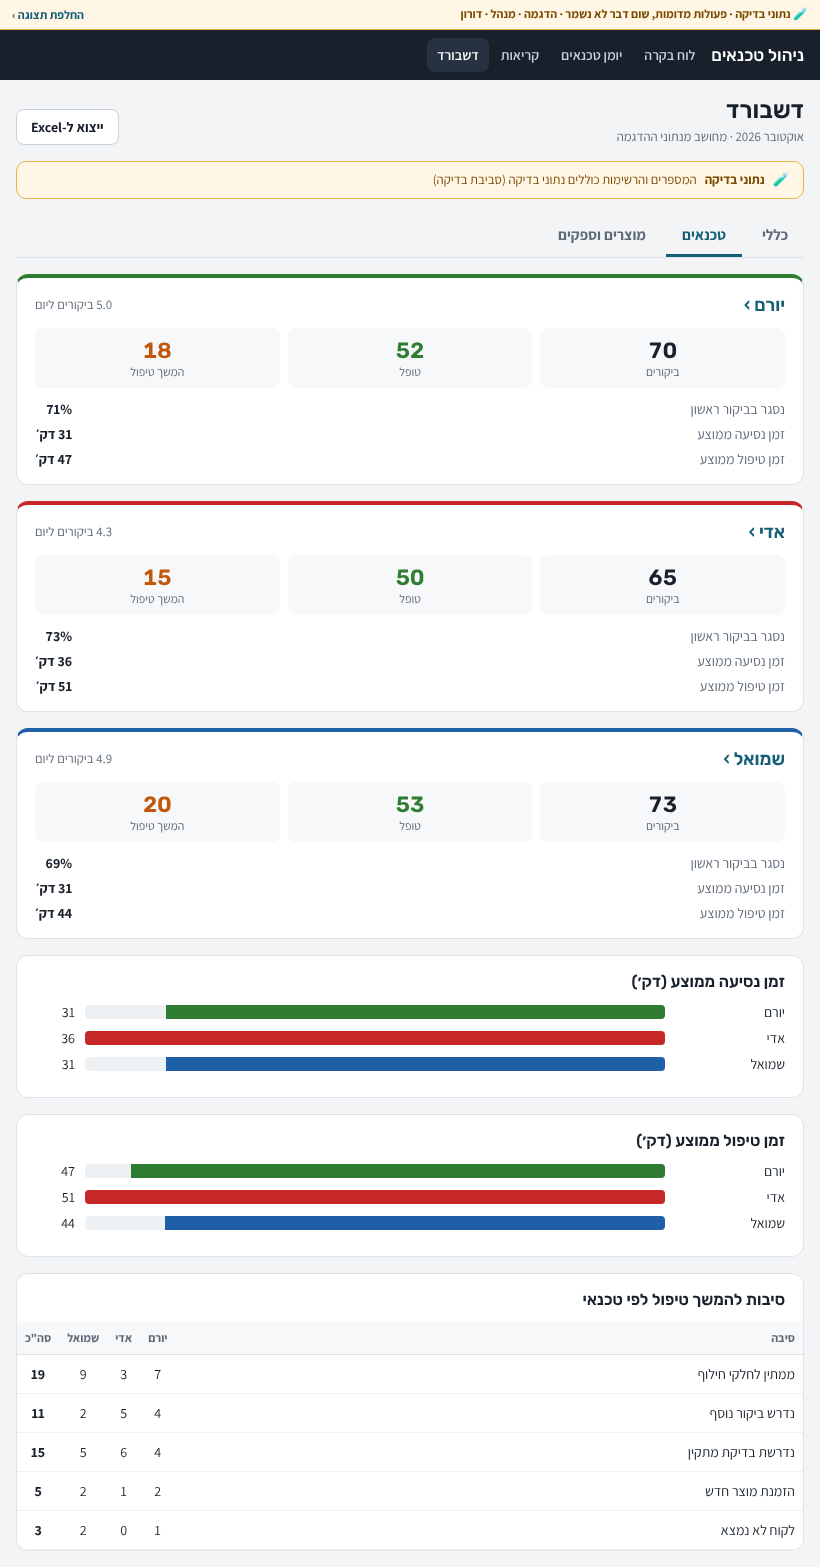 🧪 נתוני בדיקה · פעולות מדומות, שום דבר לא נשמר · הדגמה · מנהל · דורון
החלפת תצוגה ›
ניהול טכנאים
לוח בקרה יומן טכנאים קריאות דשבורד
דשבורד
אוקטובר 2026 · מחושב מנתוני ההדגמה
ייצוא ל-Excel
🧪 נתוני בדיקה המספרים והרשימות כוללים נתוני בדיקה (סביבת בדיקה)
כללי טכנאים מוצרים וספקים
יורם ›
5.0 ביקורים ליום
70 52 18
ביקורים טופל המשך טיפול
נסגר בביקור ראשון 71%
זמן נסיעה ממוצע 31 דק׳
זמן טיפול ממוצע 47 דק׳
אדי ›
4.3 ביקורים ליום
65 50 15
ביקורים טופל המשך טיפול
נסגר בביקור ראשון 73%
זמן נסיעה ממוצע 36 דק׳
זמן טיפול ממוצע 51 דק׳
שמואל ›
4.9 ביקורים ליום
73 53 20
ביקורים טופל המשך טיפול
נסגר בביקור ראשון 69%
זמן נסיעה ממוצע 31 דק׳
זמן טיפול ממוצע 44 דק׳
זמן נסיעה ממוצע (דק׳)
יורם 31
אדי 36
שמואל 31
זמן טיפול ממוצע (דק׳)
יורם 47
אדי 51
שמואל 44
סיבות להמשך טיפול לפי טכנאי
סיבה יורם אדי שמואל סה"כ
ממתין לחלקי חילוף 7 3 9 19
נדרש ביקור נוסף 4 5 2 11
נדרשת בדיקת מתקין 4 6 5 15
הזמנת מוצר חדש 2 1 2 5
לקוח לא נמצא 1 0 2 3